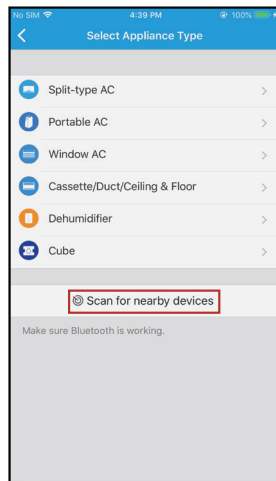 No SIM 4:39 PM 100%
Select Appliance Type
Split-type AC
Portable AC
Window AC
Cassette/Duct/Ceiling & Floor
Dehumidifier
Cube
Scan for nearby devices
Make sure Bluetooth is working.